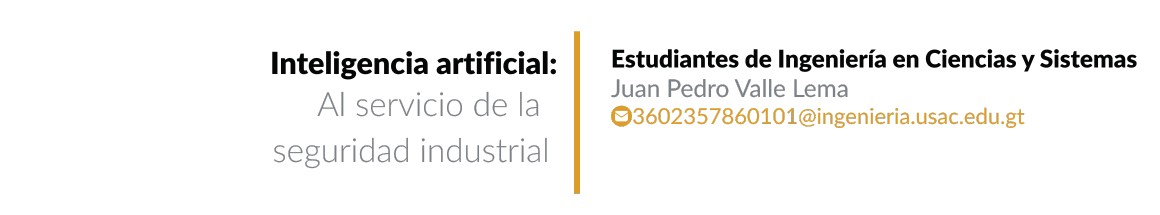 Inteligencia artificial:
Al servicio de la
seguridad industrial
Estudiantes de Ingeniería en Ciencias y Sistemas
Juan Pedro Valle Lema
3602357860101@ingenieria.usac.edu.gt